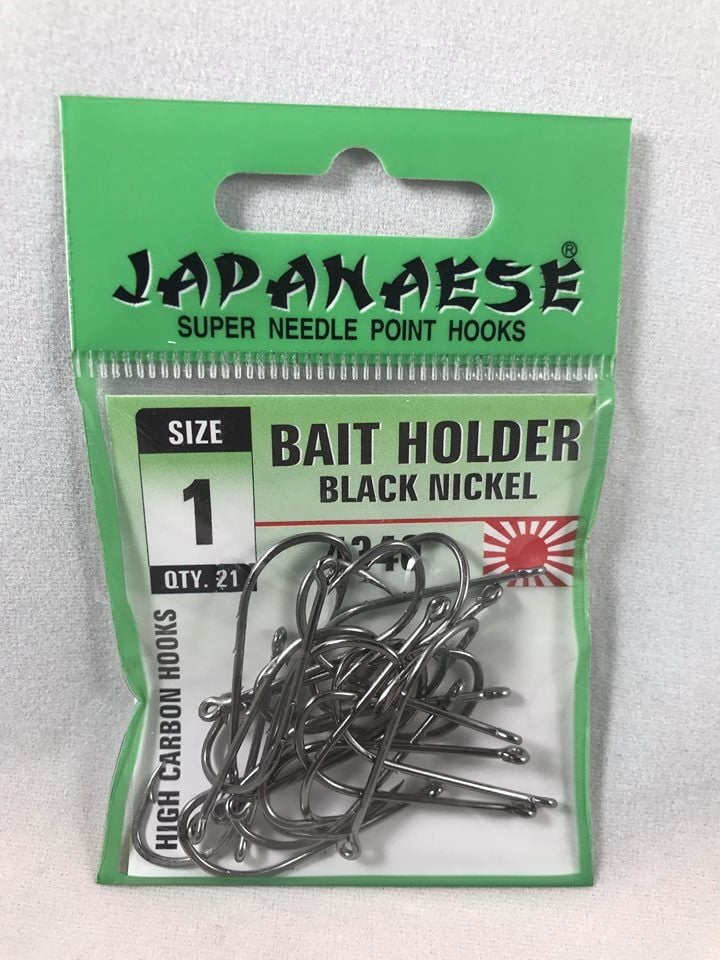 JAPANAESE®
SUPER NEEDLE POINT HOOKS
SIZE
1
QTY. 21
BAIT HOLDER
BLACK NICKEL
HIGH CARBON HOOKS